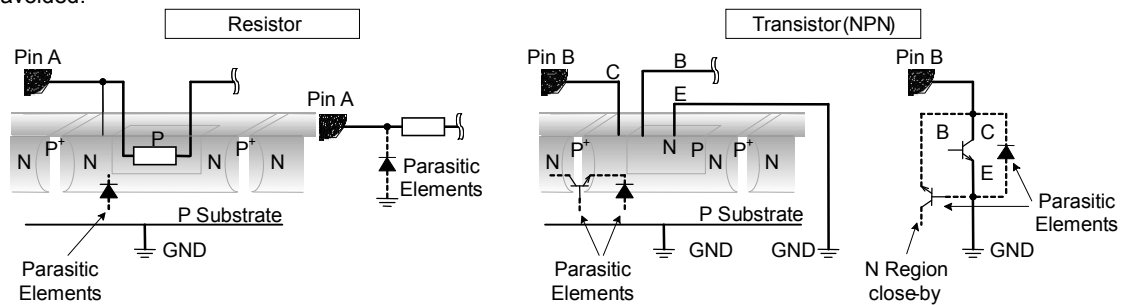 avoided.
Resistor
Transistor(NPN)
Pin A
Pin A
Pin B
C
B
E
Pin B
B
C
E
P
N
P+
N
N
P+
N
N
P+
N
P
N
P+
N
Parasitic
Elements
P Substrate
GND
Parasitic
Elements
P Substrate
GND
GND
Parasitic
Elements
Parasitic
Elements
GND
N Region
close-by